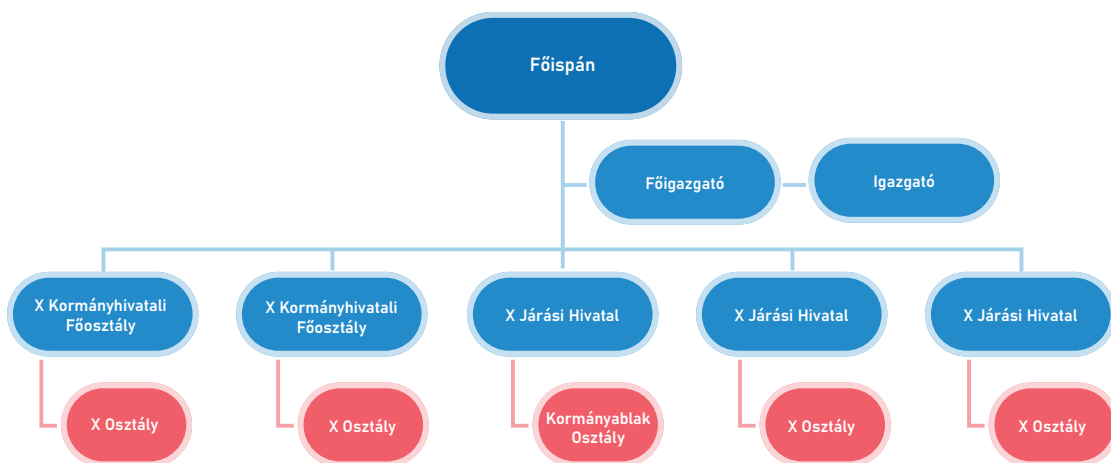 Főispán
Főigazgató
Igazgató
X Kormányhivatali
Főosztály
X Kormányhivatali
Főosztály
X Járási Hivatal
X Járási Hivatal
X Járási Hivatal
X Osztály
X Osztály
Kormányablak
Osztály
X Osztály
X Osztály